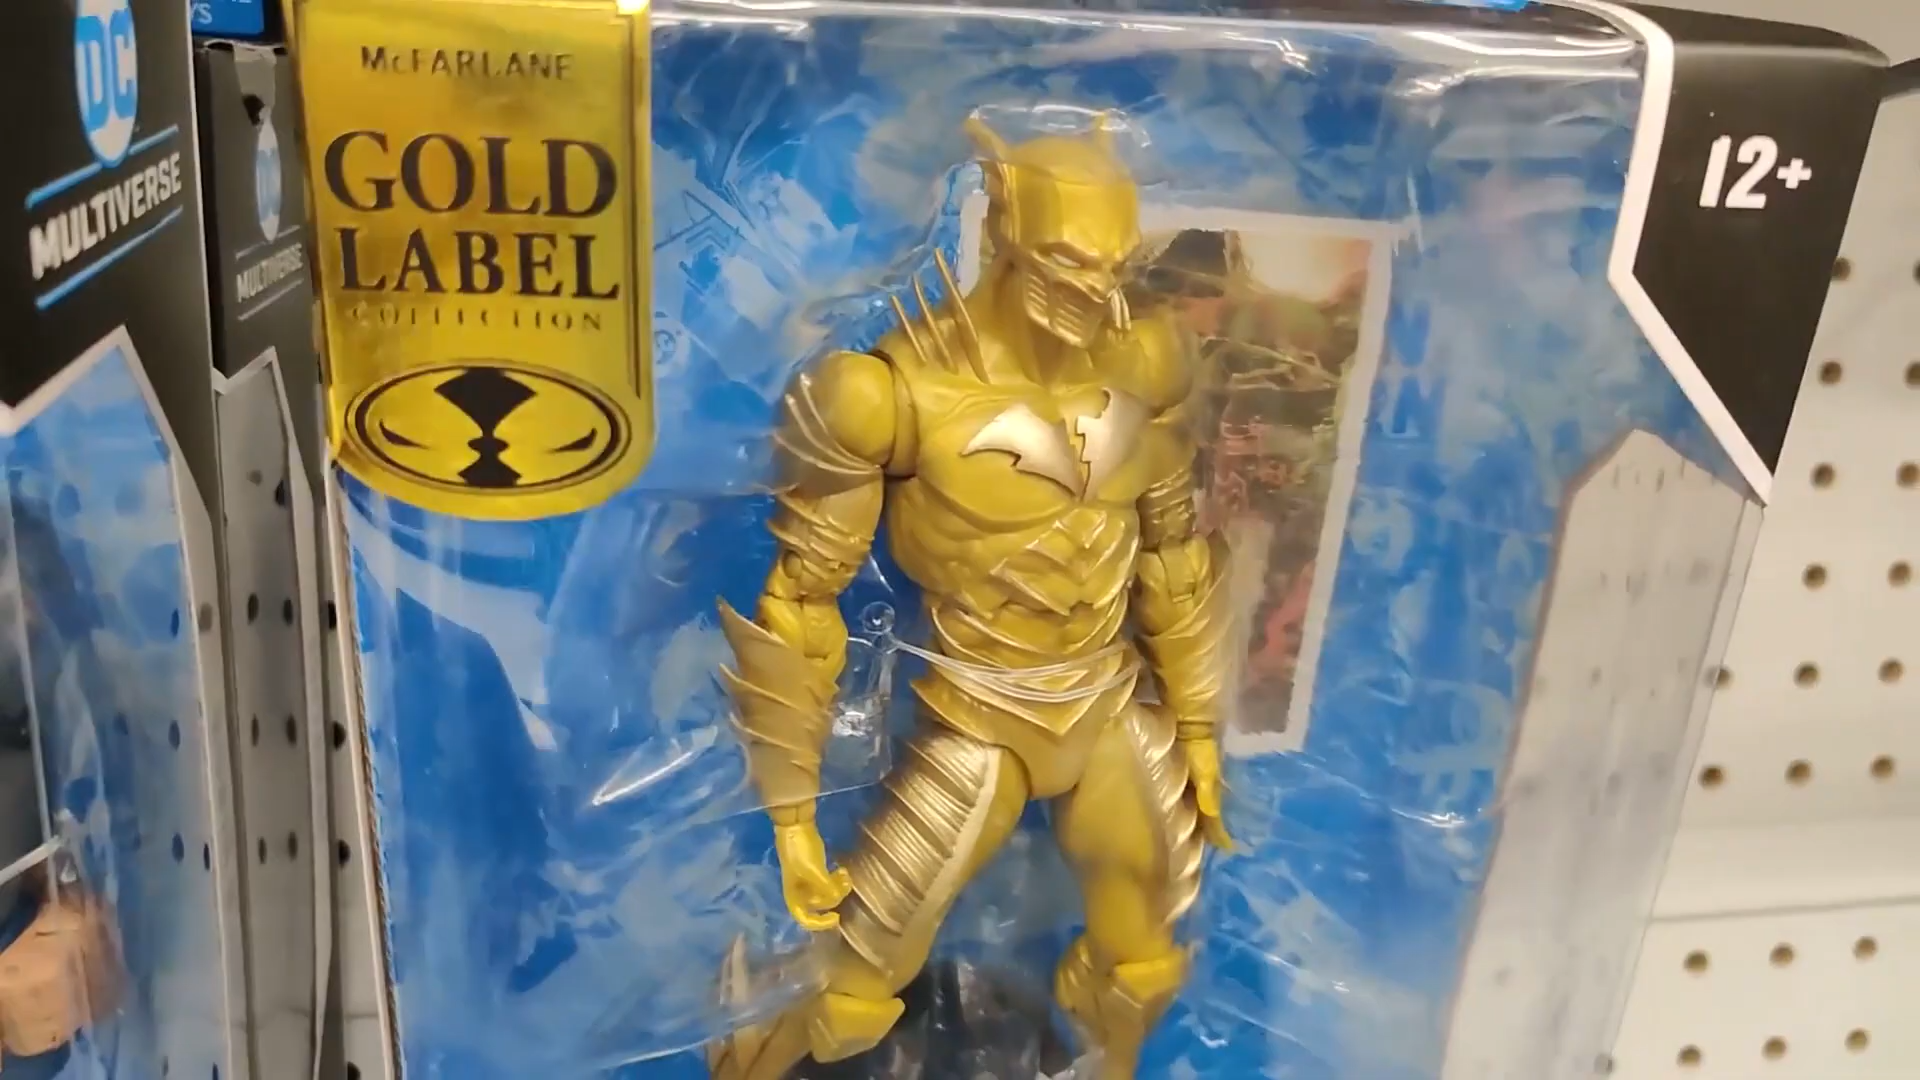 DC
MULTIVERSE
MULTIVERSE
McFARLANE
GOLD
LABEL
COLLECTION
12+